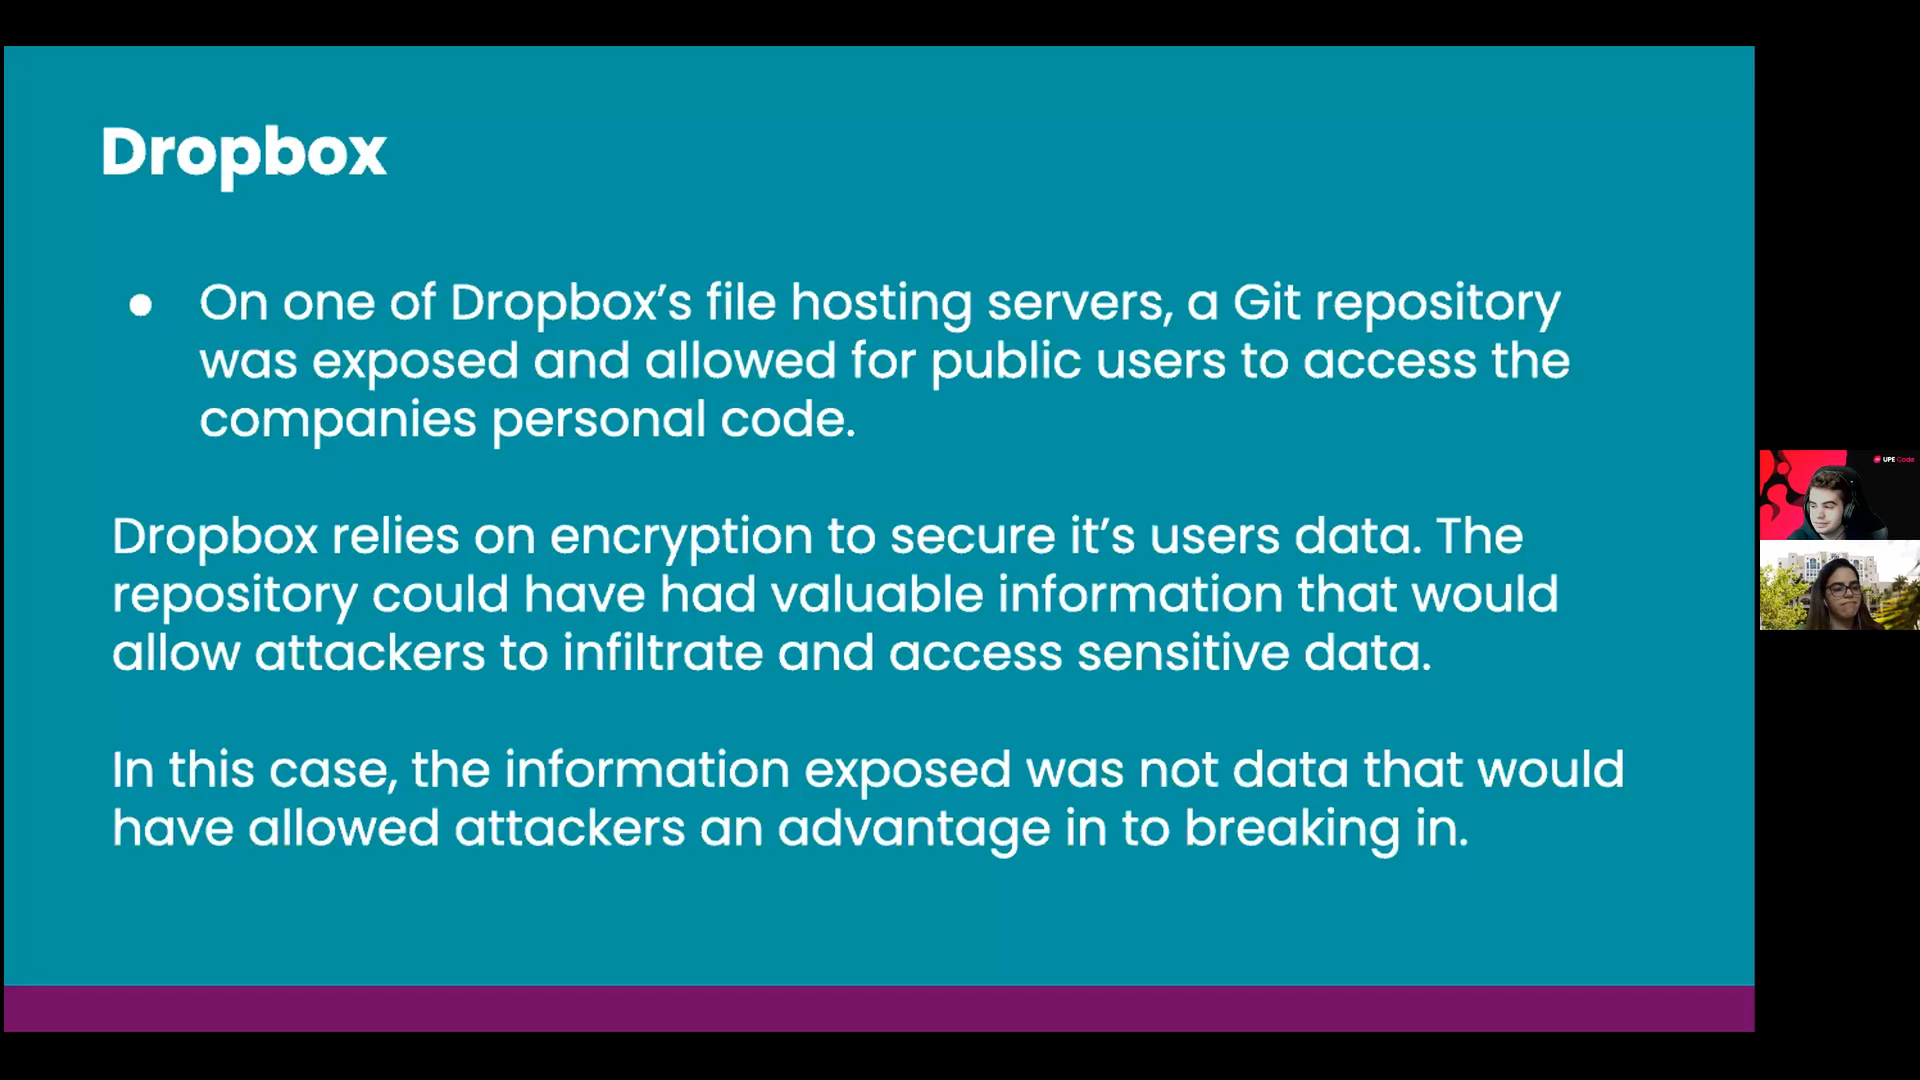 Dropbox
● On one of Dropbox’s file hosting servers, a Git repository
was exposed and allowed for public users to access the
companies personal code.
Dropbox relies on encryption to secure it’s users data. The
repository could have had valuable information that would
allow attackers to infiltrate and access sensitive data.
In this case, the information exposed was not data that would
have allowed attackers an advantage in to breaking in.
UPE Code